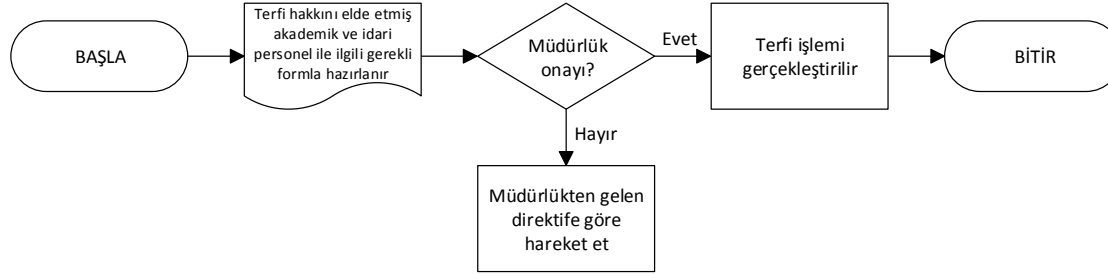 BAŞLA
Terfi hakkını elde etmiş
akademik ve idari
personel ile ilgili gerekli
formla hazırlanır
Müdürlük
onayı?
Evet
Terfi işlemi
gerçekleştirilir
BİTİR
Hayır
Müdürlükten gelen
direktife göre
hareket et